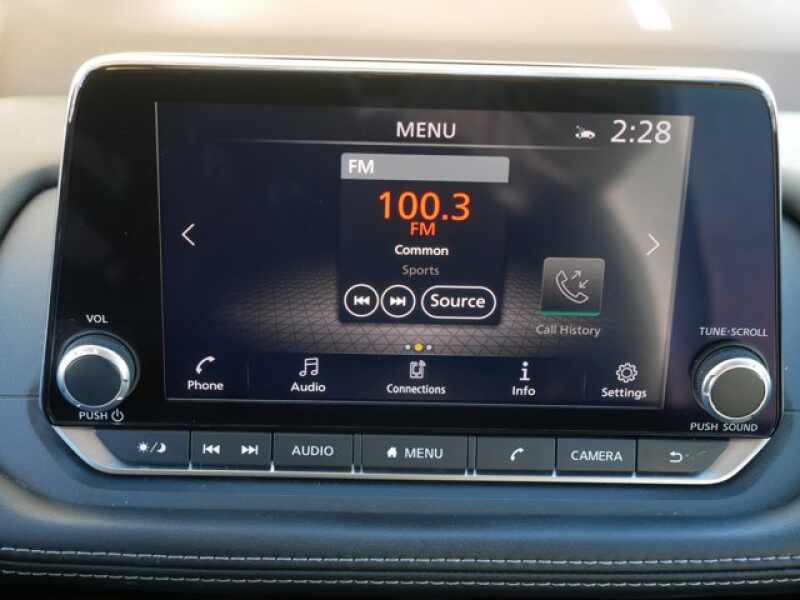 MENU
2:28
FM
100.3
FM
Common
Sports
Source
Call History
VOL
TUNE·SCROLL
Phone
Audio
Connections
Info
Settings
PUSH
PUSH SOUND
AUDIO
MENU
CAMERA